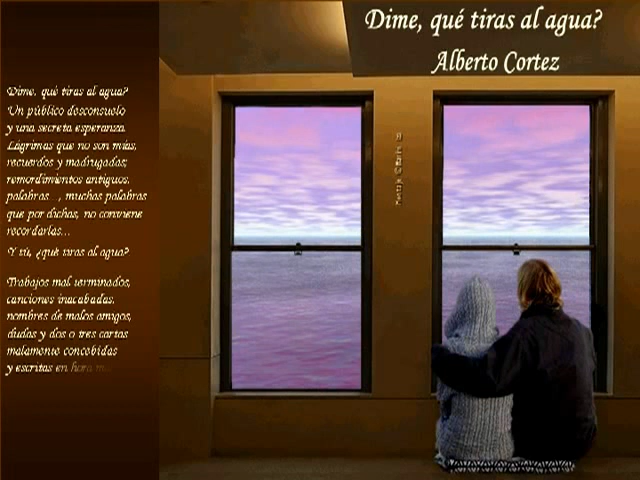 Dime, qué tiras al agua?
Alberto Cortez
Dime, qué tiras al agua?
Un público desconsuelo
y una secreta esperanza.
Lágrimas que no son mías,
recuerdos y madrugadas;
remordimientos antiguos,
palabras..., muchas palabras
que por dichas, no conviene
recordarlas...
Y tú, ¿qué tiras al agua?
Trabajos mal terminados,
canciones inacabadas,
nombres de malos amigos,
dudas y dos o tres cartas
malamente concebidas
y escritas en hora